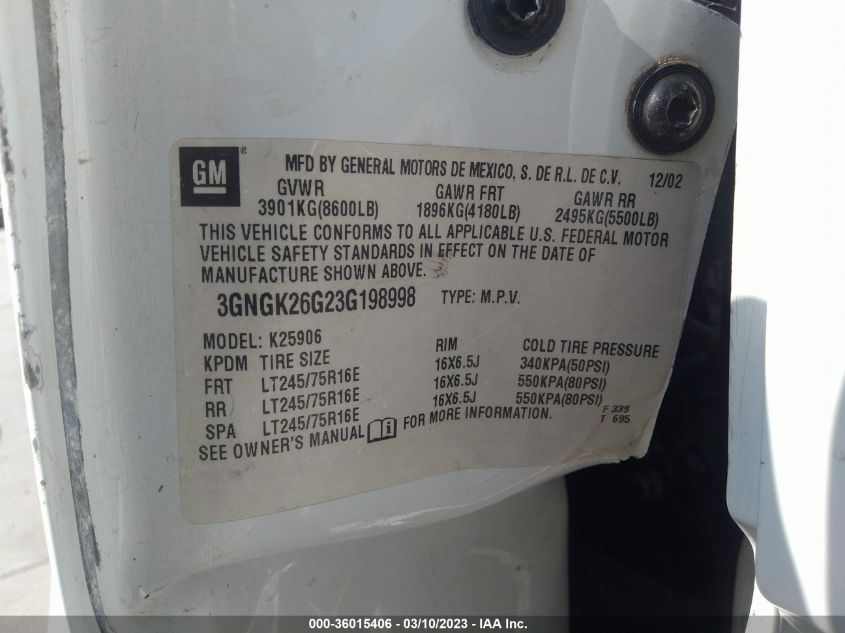 GM ® MFD BY GENERAL MOTORS DE MEXICO, S. DE R.L. DE C.V. 12/02
GVWR GAWR FRT GAWR RR
3901KG(8600LB) 1896KG(4180LB) 2495KG(5500LB)
THIS VEHICLE CONFORMS TO ALL APPLICABLE U.S. FEDERAL MOTOR
VEHICLE SAFETY STANDARDS IN EFFECT ON THE DATE OF
MANUFACTURE SHOWN ABOVE.
3GNGK26G23G198998 TYPE: M.P.V.
MODEL: K25906
KPDM TIRE SIZE RIM COLD TIRE PRESSURE
FRT LT245/75R16E 16X6.5J 340KPA(50PSI)
RR LT245/75R16E 16X6.5J 550KPA(80PSI)
SPA LT245/75R16E 16X6.5J 550KPA(80PSI)
SEE OWNER'S MANUAL FOR MORE INFORMATION.
F 339
T 695
000-36015406 - 03/10/2023 - IAA Inc.